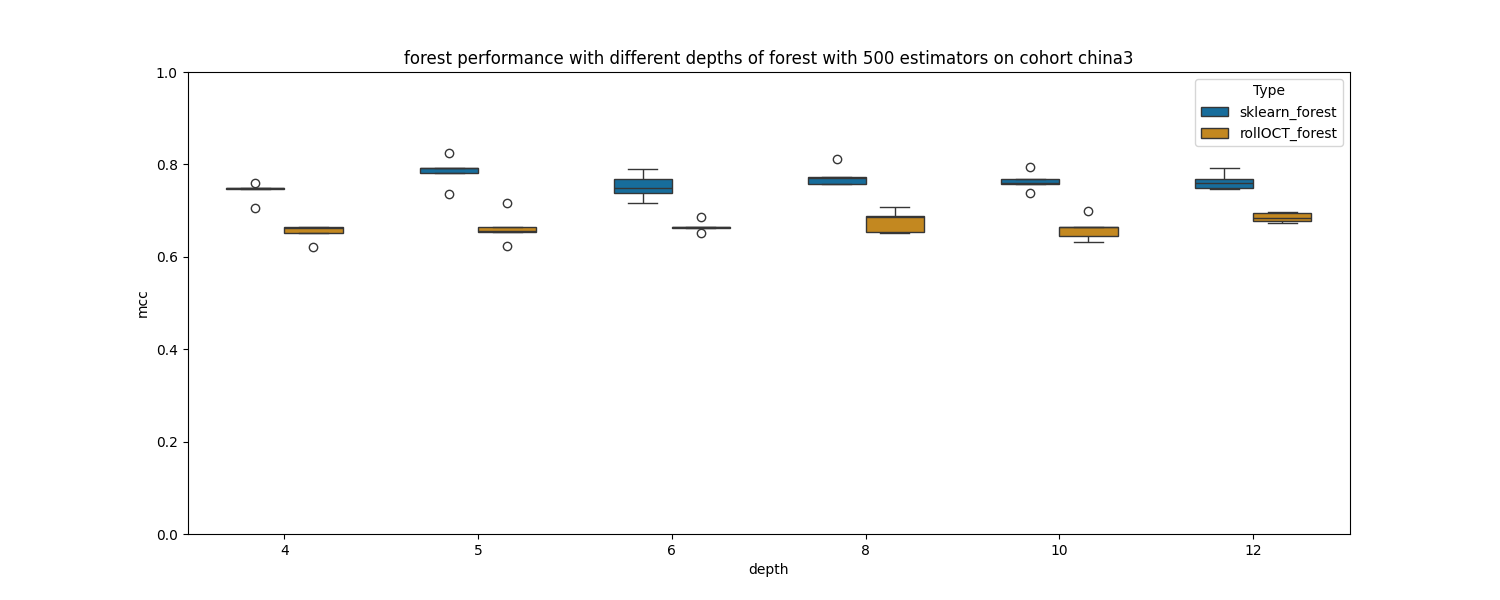 forest performance with different depths of forest with 500 estimators on cohort china3
Type
sklearn_forest
rollOCT_forest
mcc
1.0
0.8
0.6
0.4
0.2
0.0
4 5 6 8 10 12
depth